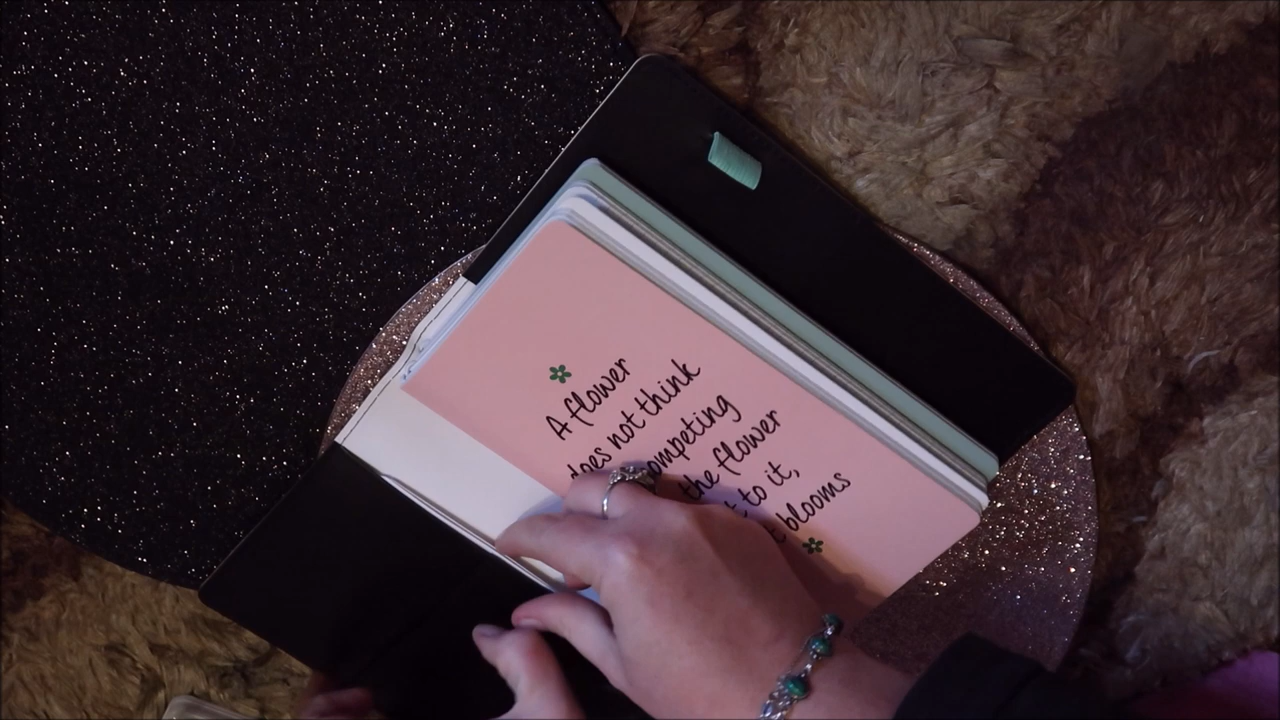 A flower
does not think
competing
the flower
to it,
blooms